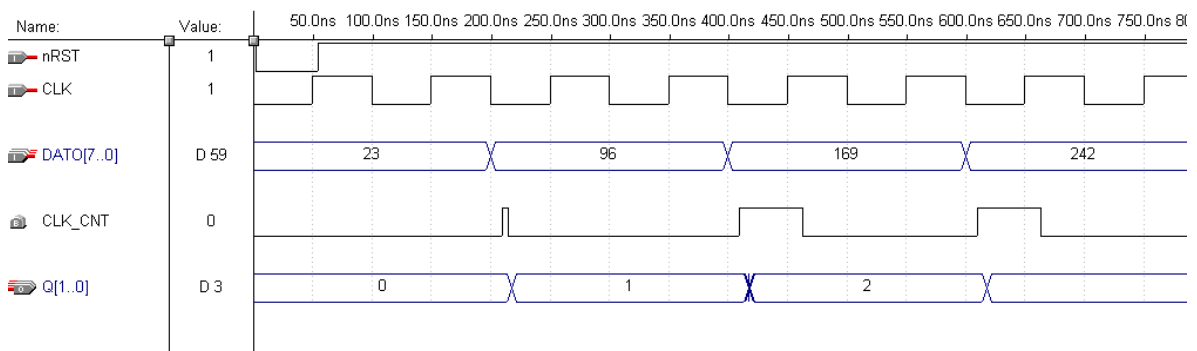 Name: Value: 50.0ns 100.0ns 150.0ns 200.0ns 250.0ns 300.0ns 350.0ns 400.0ns 450.0ns 500.0ns 550.0ns 600.0ns 650.0ns 700.0ns 750.0ns 80
nRST 1
CLK 1
DATO[7..0] D 59 23 96 169 242
CLK_CNT 0
Q[1..0] D 3 0 1 2